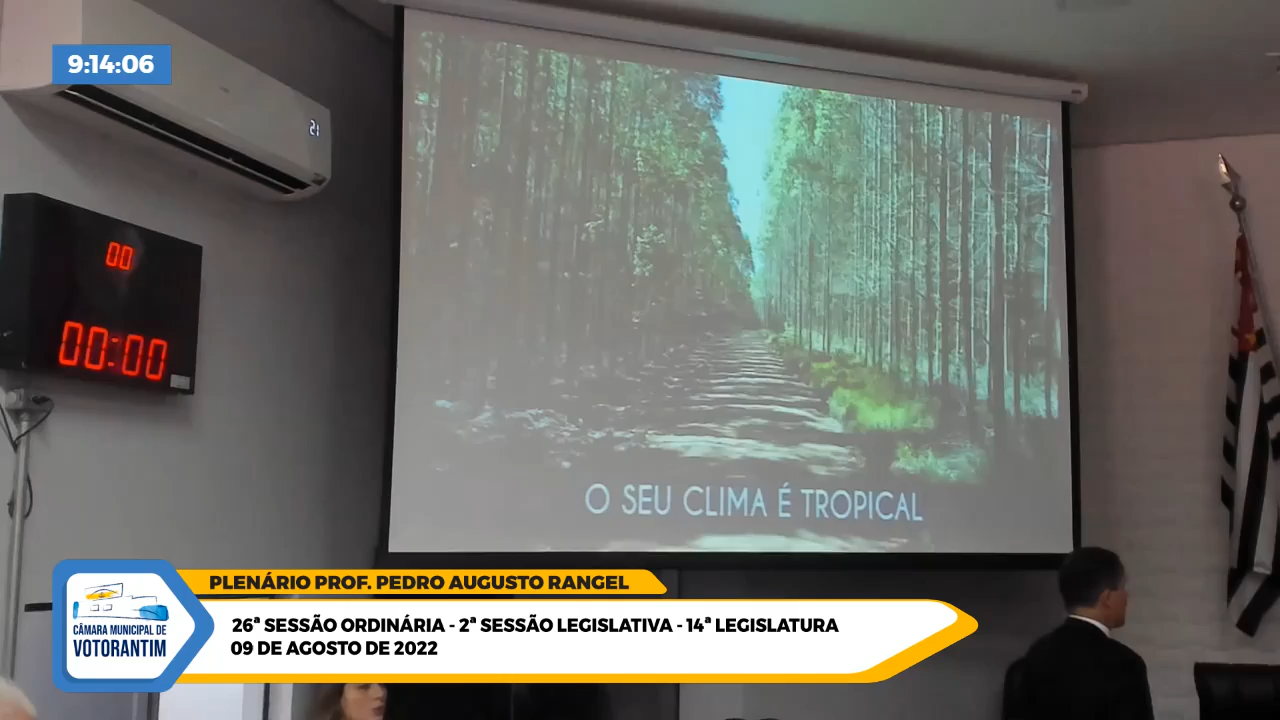 9:14:06
21
00
00:00
O SEU CLIMA É TROPICAL
PLENÁRIO PROF. PEDRO AUGUSTO RANGEL
26ª SESSÃO ORDINÁRIA - 2ª SESSÃO LEGISLATIVA - 14ª LEGISLATURA
09 DE AGOSTO DE 2022
CÂMARA MUNICIPAL DE
VOTORANTIM